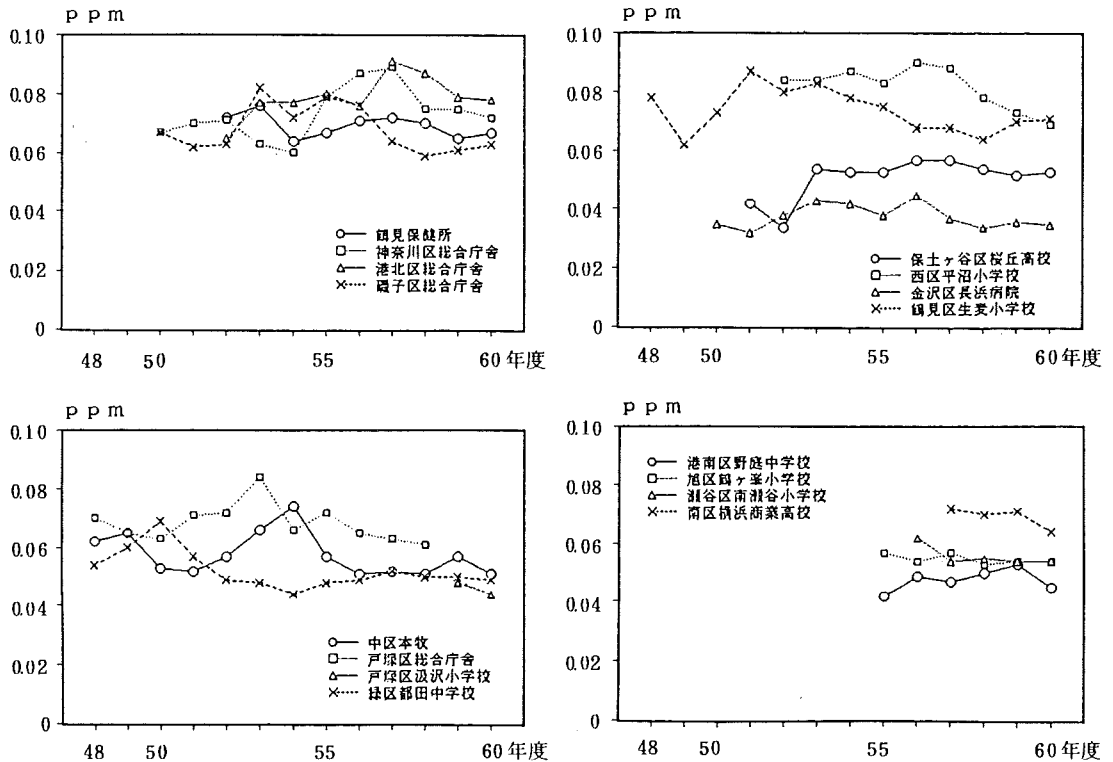 ppm
0.10
0.08
0.06
0.04
0.02
0
48 50 55 60年度
鶴見保健所
神奈川区総合庁舎
港北区総合庁舎
磯子区総合庁舎
ppm
0.10
0.08
0.06
0.04
0.02
0
48 50 55 60年度
保土ヶ谷区桜丘高校
西区平沼小学校
金沢区長浜病院
鶴見区生麦小学校
ppm
0.10
0.08
0.06
0.04
0.02
0
48 50 55 60年度
中区本牧
戸塚区総合庁舎
戸塚区汲沢小学校
緑区都田中学校
ppm
0.10
0.08
0.06
0.04
0.02
0
48 50 55 60年度
港南区野庭中学校
旭区鶴ヶ峯小学校
瀬谷区南瀬谷小学校
南区横浜商業高校